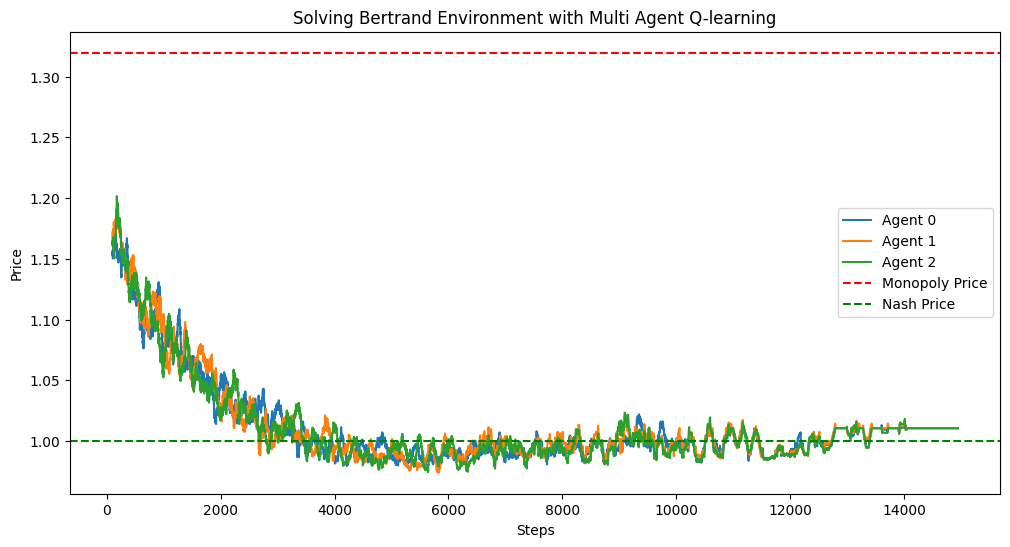 Solving Bertrand Environment with Multi Agent Q-learning
Price
1.30
1.25
1.20
1.15
1.10
1.05
1.00
Agent 0
Agent 1
Agent 2
Monopoly Price
Nash Price
0 2000 4000 6000 8000 10000 12000 14000
Steps